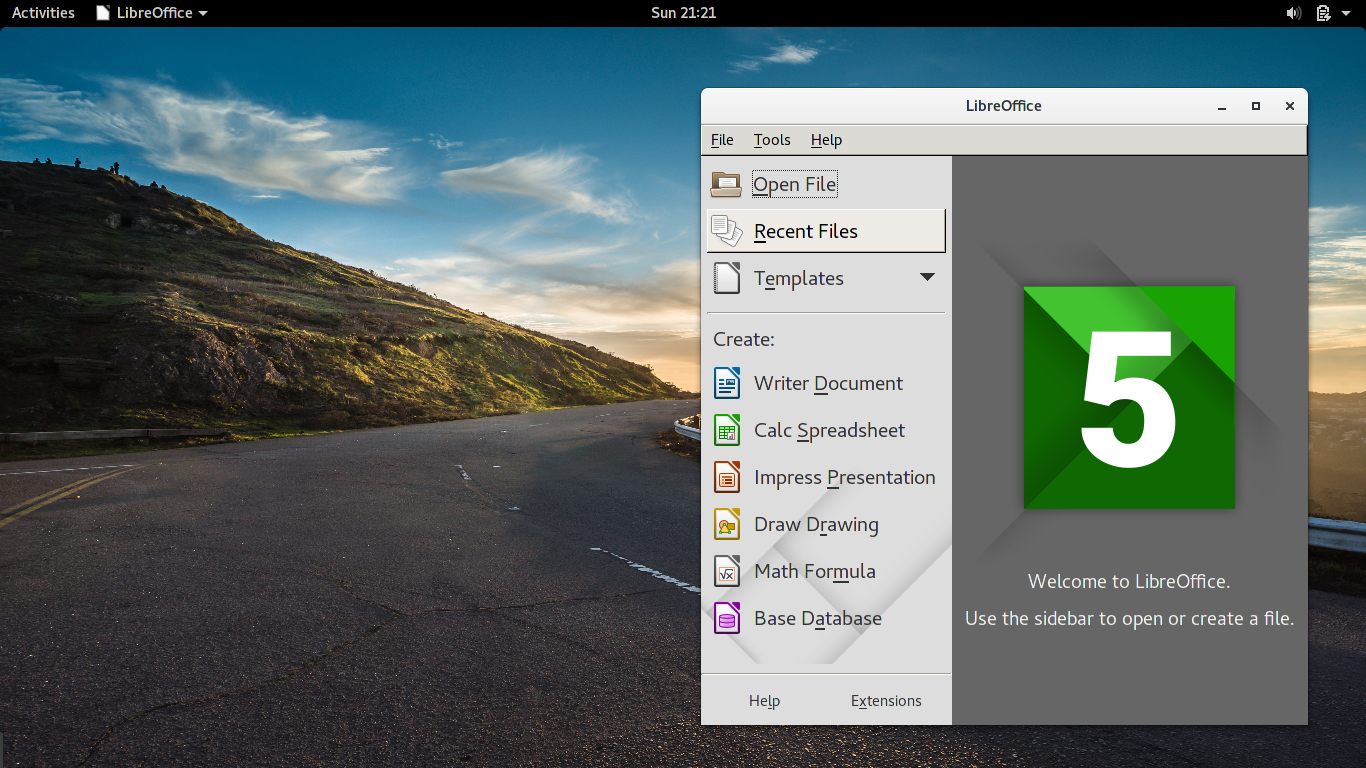 Activities LibreOffice Sun 21:21
LibreOffice
File Tools Help
Open File
Recent Files
Templates
Create:
Writer Document
Calc Spreadsheet
Impress Presentation
Draw Drawing
Math Formula
Base Database
Help Extensions
5
Welcome to LibreOffice.
Use the sidebar to open or create a file.